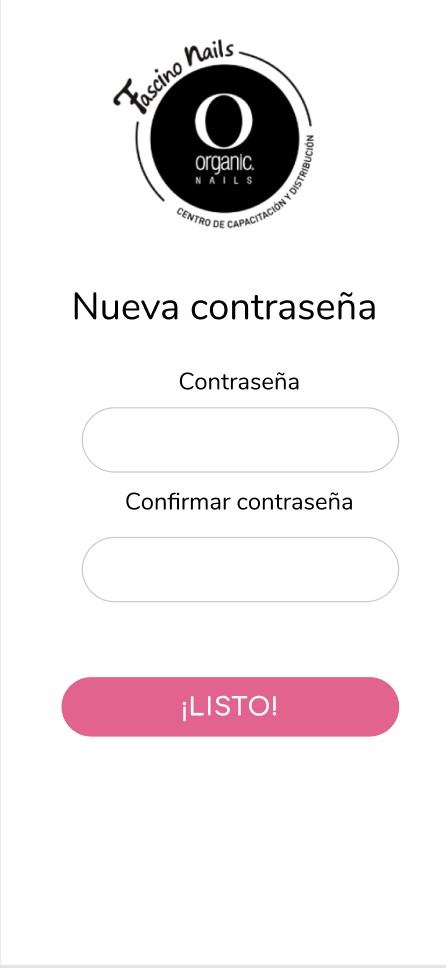 Fascino Nails
organic.
NAILS
CENTRO DE CAPACITACIÓN Y DISTRIBUCIÓN
Nueva contraseña
Contraseña
Confirmar contraseña
¡LISTO!